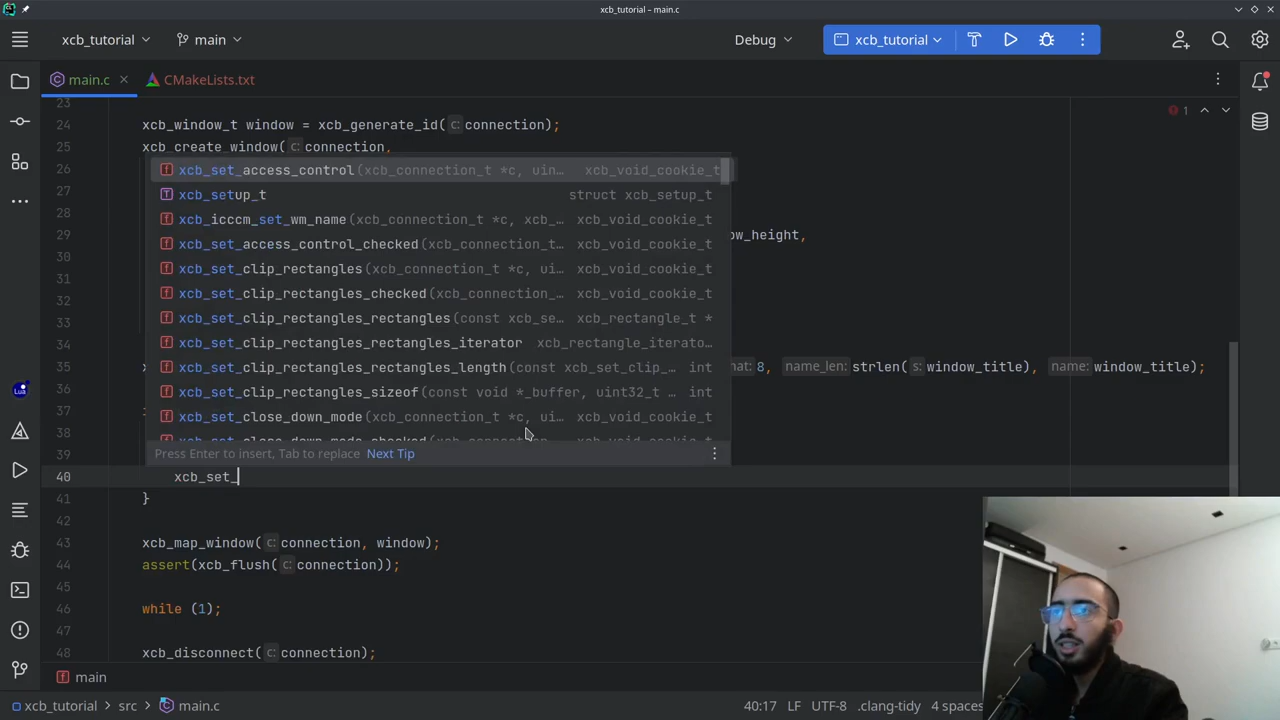 xcb_tutorial – main.c
xcb_tutorial
main
Debug
xcb_tutorial
main.c
CMakeLists.txt
23
24 xcb_window_t window = xcb_generate_id( c: connection);
1
25 xcb_create_window( c: connection,
26 xcb_set_access_control(xcb_connection_t *c, uin… xcb_void_cookie_t
27 xcb_setup_t struct xcb_setup_t
28 xcb_icccm_set_wm_name(xcb_connection_t *c, xcb_… xcb_void_cookie_t
29 xcb_set_access_control_checked(xcb_connection_t… xcb_void_cookie_t ow_height,
30 xcb_set_clip_rectangles(xcb_connection_t *c, ui… xcb_void_cookie_t
31 xcb_set_clip_rectangles_checked(xcb_connection_… xcb_void_cookie_t
32 xcb_set_clip_rectangles_rectangles(const xcb_se… xcb_rectangle_t *
33 xcb_set_clip_rectangles_rectangles_iterator xcb_rectangle_iterato…
35 xcb_set_clip_rectangles_rectangles_length(const xcb_set_clip_… int mat: 8, name_len: strlen( s: window_title), name: window_title);
36 xcb_set_clip_rectangles_sizeof(const void *_buffer, uint32_t … int
37 xcb_set_close_down_mode(xcb_connection_t *c, ui… xcb_void_cookie_t
38 xcb_set_close_down_mode_checked(xcb_connection_ xcb_void_cookie_t
39 Press Enter to insert, Tab to replace Next Tip
40 xcb_set_
41 }
42
43 xcb_map_window( c: connection, window);
44 assert(xcb_flush( c: connection));
45
46 while (1);
47
48 xcb_disconnect( c: connection);
Lua
main
xcb_tutorial
src
main.c
40:17 LF UTF-8 .clang-tidy 4 spaces